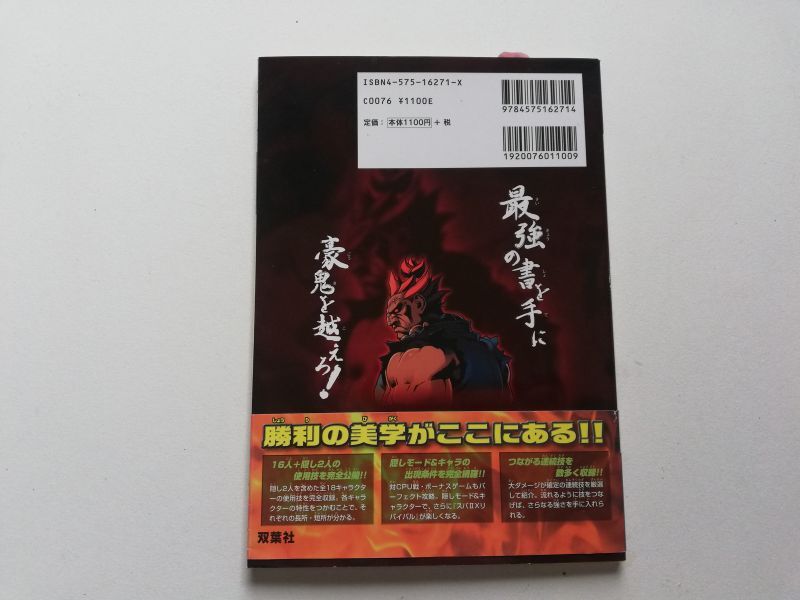 ISBN4-575-16271-X
C0076 ¥1100E
定価：本体1100円＋税
9784575162714
1920076011009
最強の書を手に
豪鬼を越えろ!
勝利の美学がここにある!!
16人＋隠し2人の
使用技を完全公開!!
隠し2人を含めた全18キャラクタ
ーの使用技を完全収録。各キャラ
クターの特性をつかむことで、そ
れぞれの長所・短所が分かる。
隠しモード&キャラの
出現条件を完全網羅!!
対CPU戦・ボーナスゲームもパ
ーフェクト攻略。隠しモード&キ
ャラクターで、さらに『スパⅡXリ
バイバル』が楽しくなる。
つながる連続技を
数多く収録!!
大ダメージが確定の連続技を厳選
して紹介。流れるように技をつな
げば、さらなる強さを手に入れ
られる。
双葉社